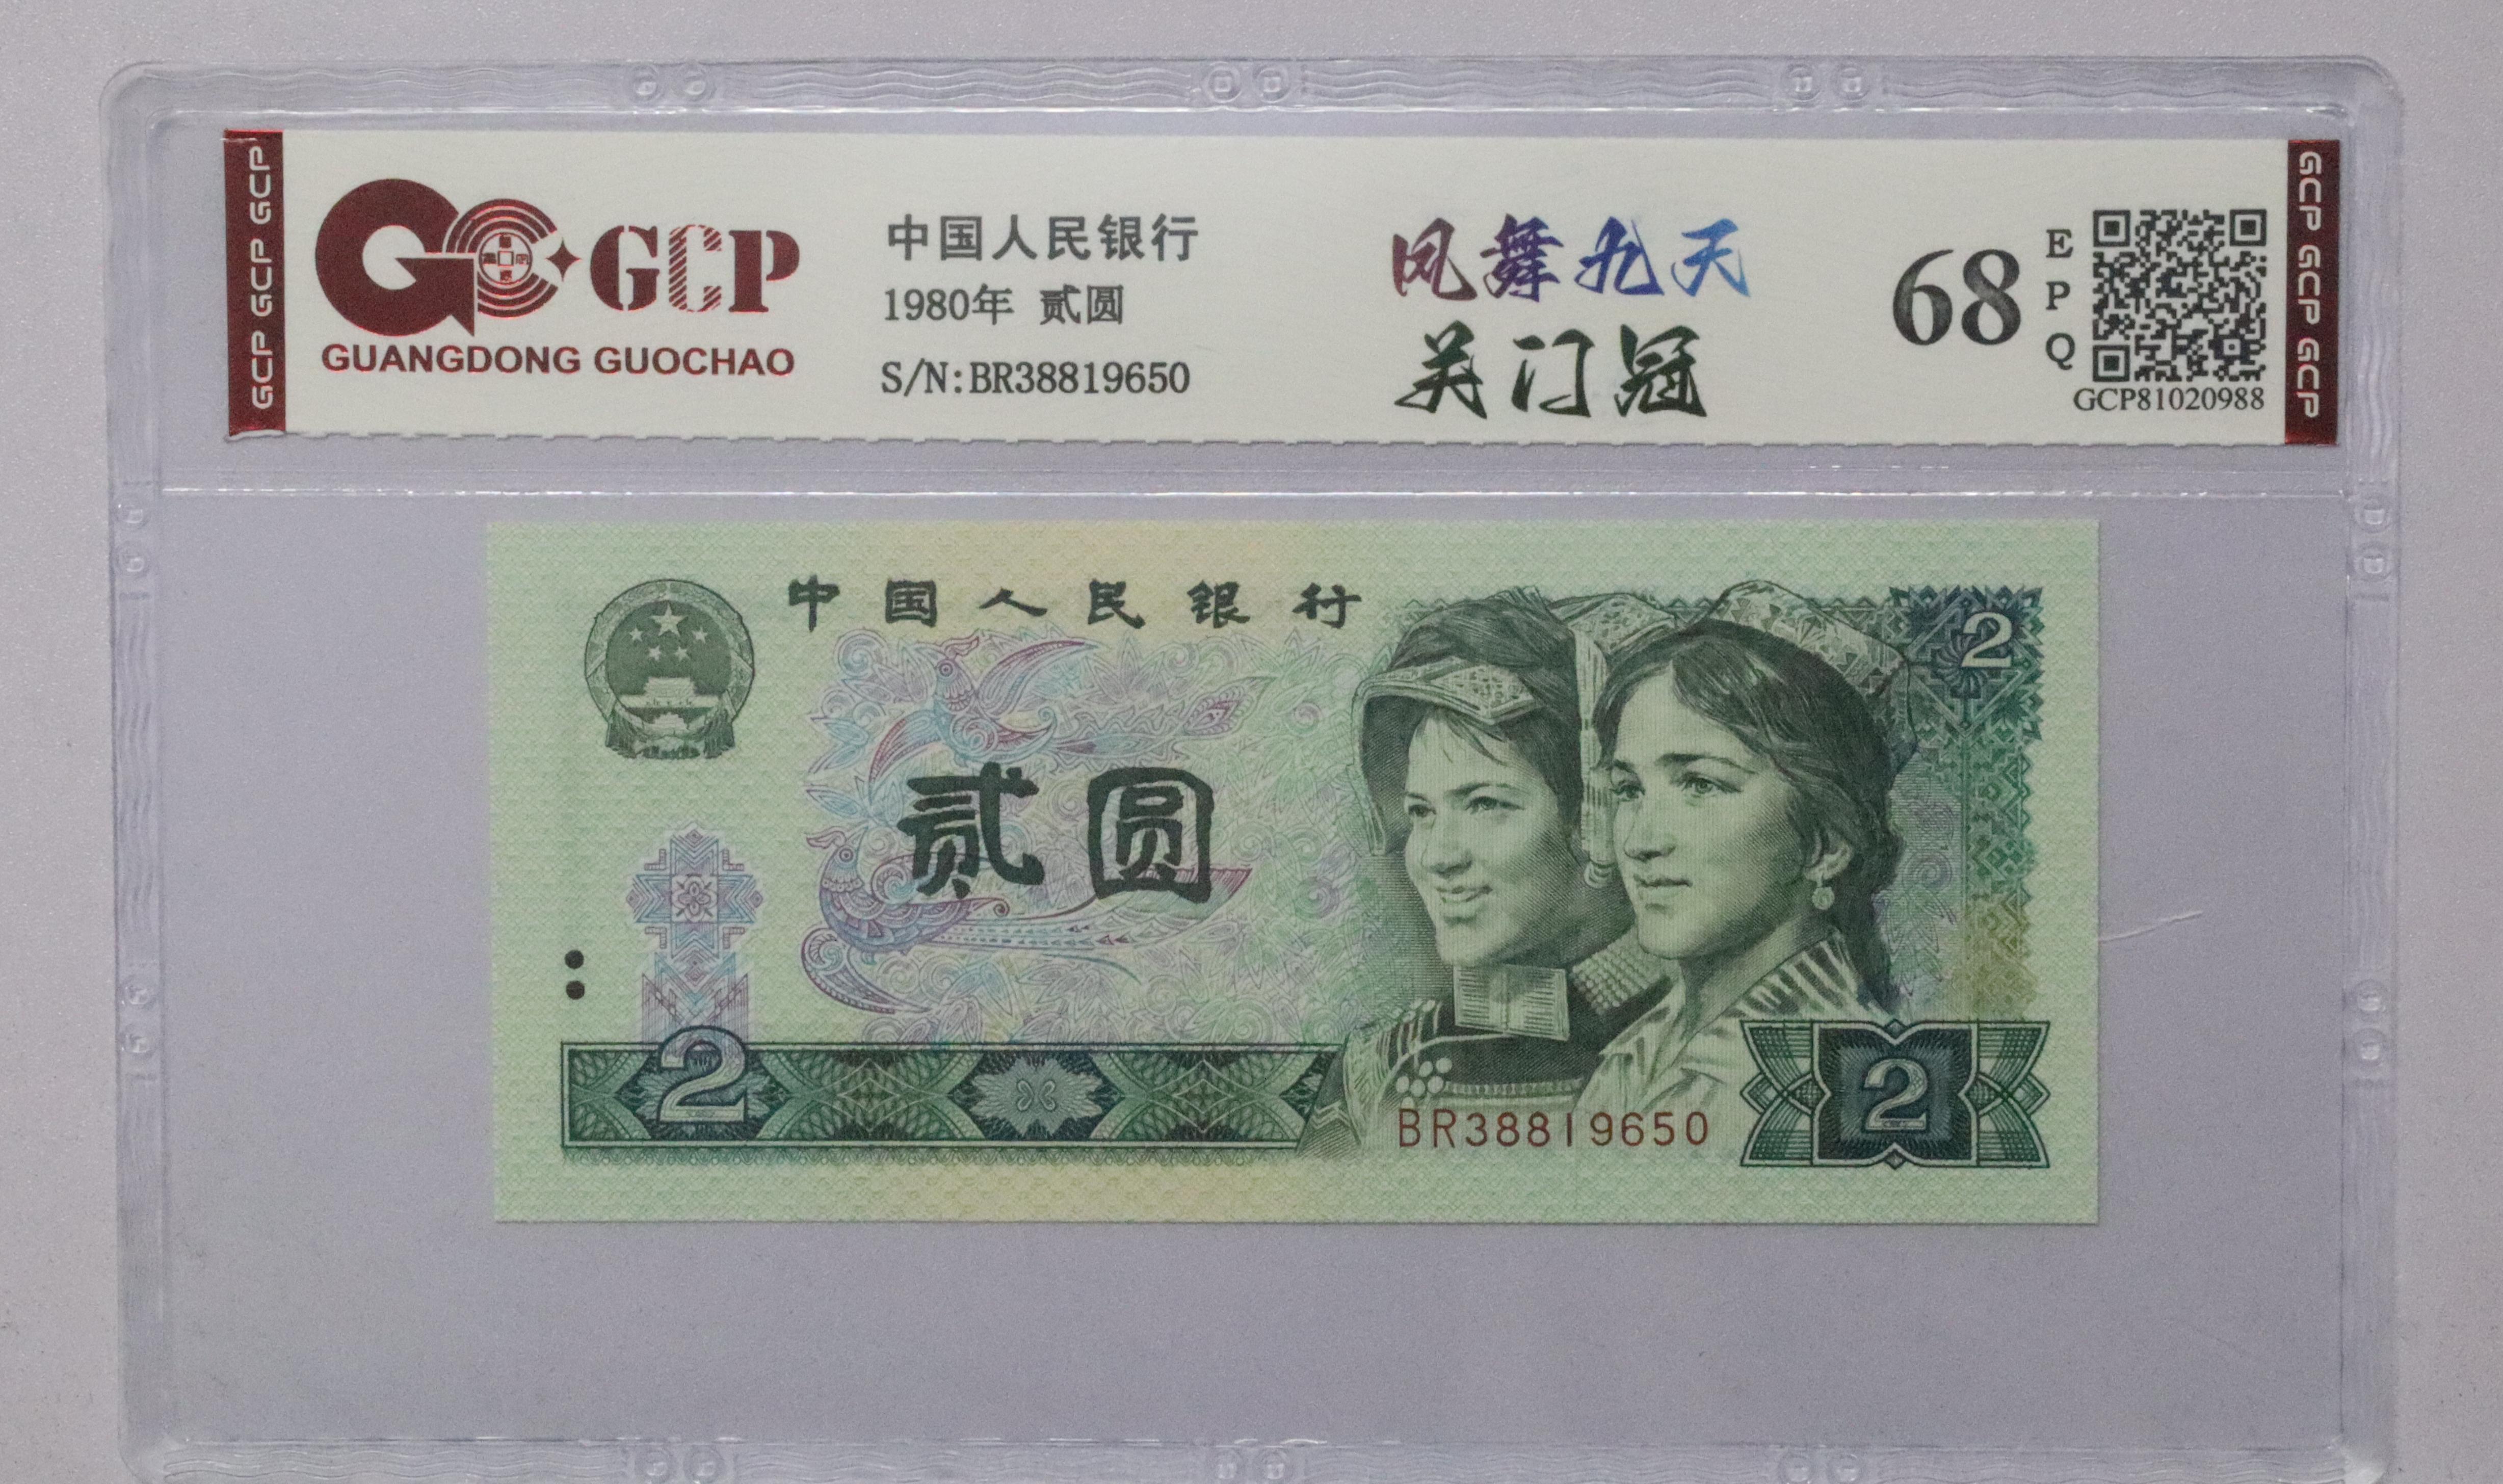 GCP GCP GCP
GCP
GUANGDONG GUOCHAO
中国人民银行
1980年 贰圆
S/N:BR38819650
凤舞九天
关门冠
68
EPQ
GCP81020988
GCP GCP GCP
中国人民银行
2
贰圆
2
BR38819650
2